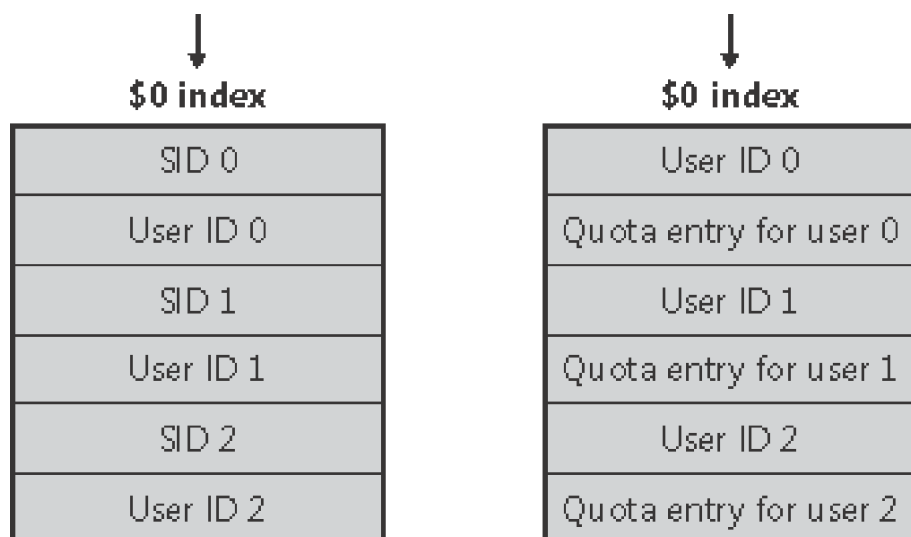 $0 index
SID 0
User ID 0
SID 1
User ID 1
SID 2
User ID 2
$0 index
User ID 0
Quota entry for user 0
User ID 1
Quota entry for user 1
User ID 2
Quota entry for user 2